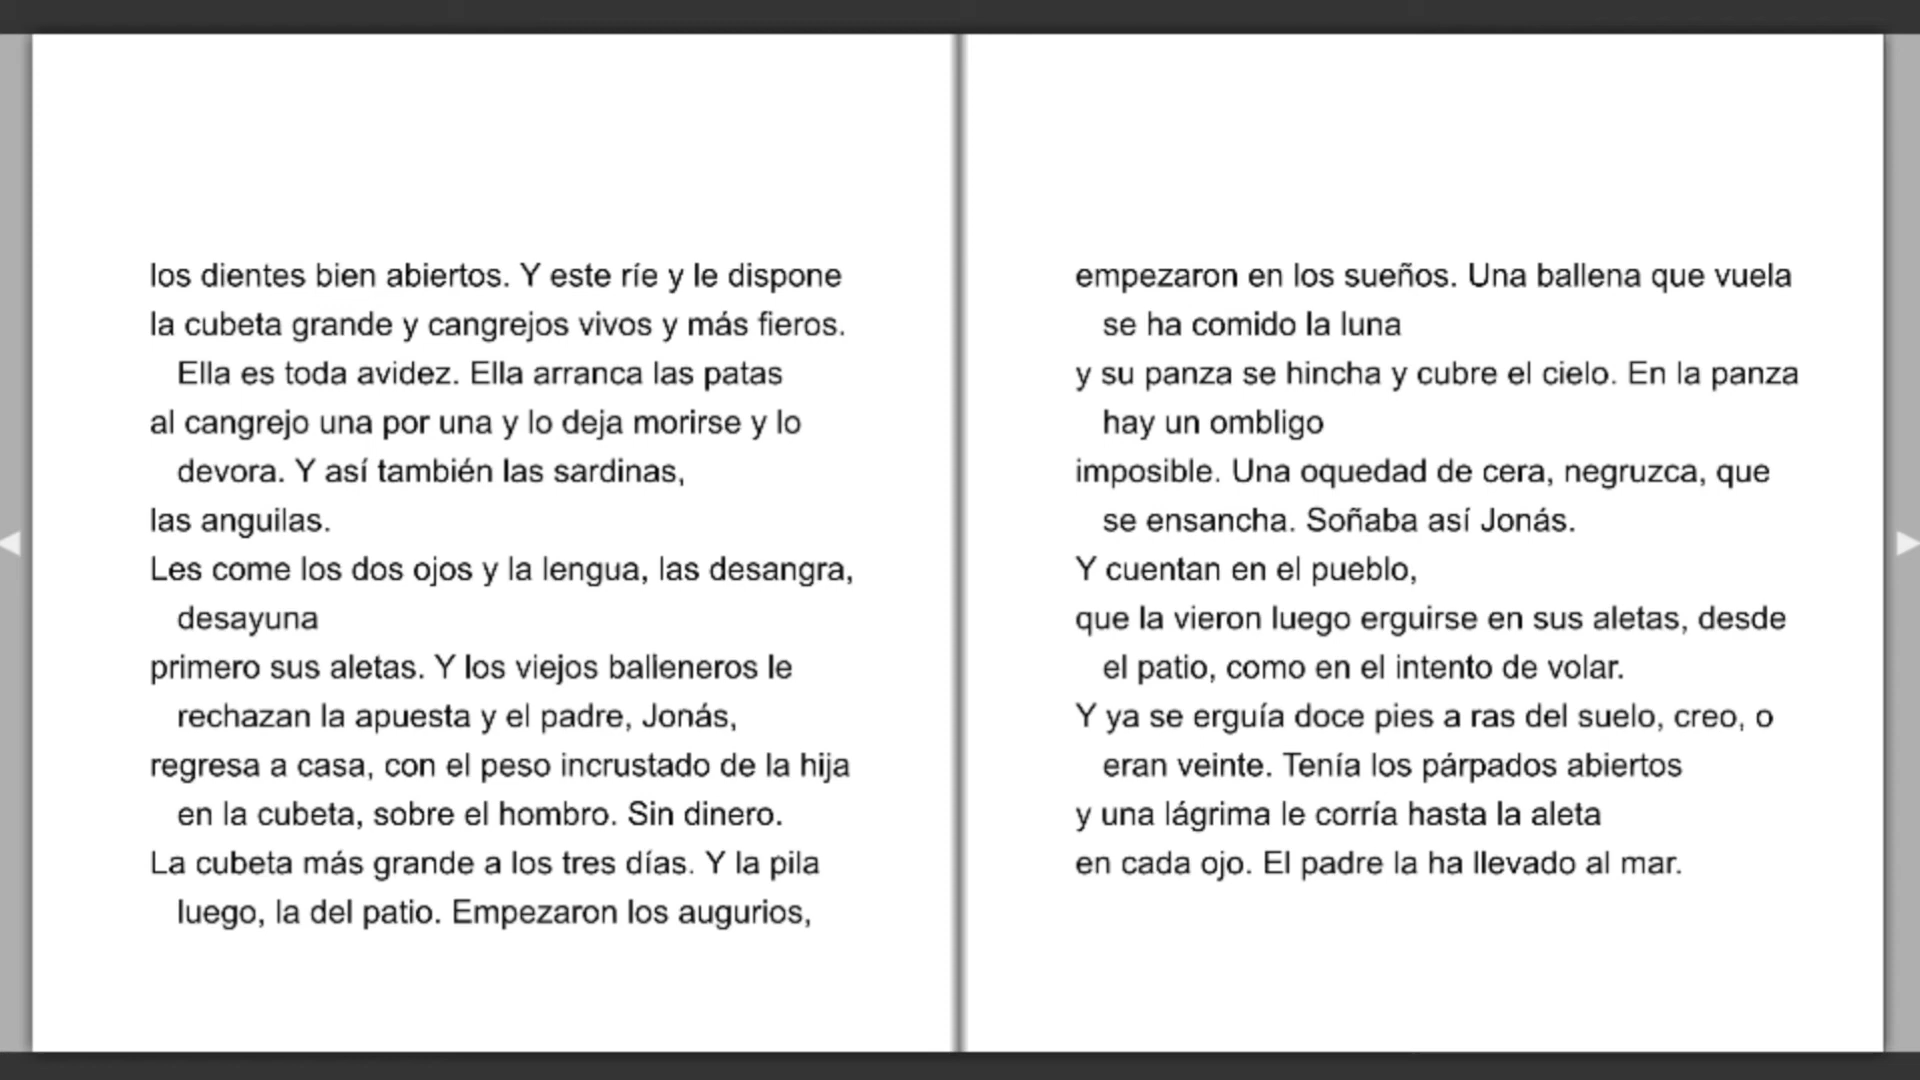 los dientes bien abiertos. Y este ríe y le dispone
la cubeta grande y cangrejos vivos y más fieros.
Ella es toda avidez. Ella arranca las patas
al cangrejo una por una y lo deja morirse y lo
devora. Y así también las sardinas,
las anguilas.
Les come los dos ojos y la lengua, las desangra,
desayuna
primero sus aletas. Y los viejos balleneros le
rechazan la apuesta y el padre, Jonás,
regresa a casa, con el peso incrustado de la hija
en la cubeta, sobre el hombro. Sin dinero.
La cubeta más grande a los tres días. Y la pila
luego, la del patio. Empezaron los augurios,
empezaron en los sueños. Una ballena que vuela
se ha comido la luna
y su panza se hincha y cubre el cielo. En la panza
hay un ombligo
imposible. Una oquedad de cera, negruzca, que
se ensancha. Soñaba así Jonás.
Y cuentan en el pueblo,
que la vieron luego erguirse en sus aletas, desde
el patio, como en el intento de volar.
Y ya se erguía doce pies a ras del suelo, creo, o
eran veinte. Tenía los párpados abiertos
y una lágrima le corría hasta la aleta
en cada ojo. El padre la ha llevado al mar.